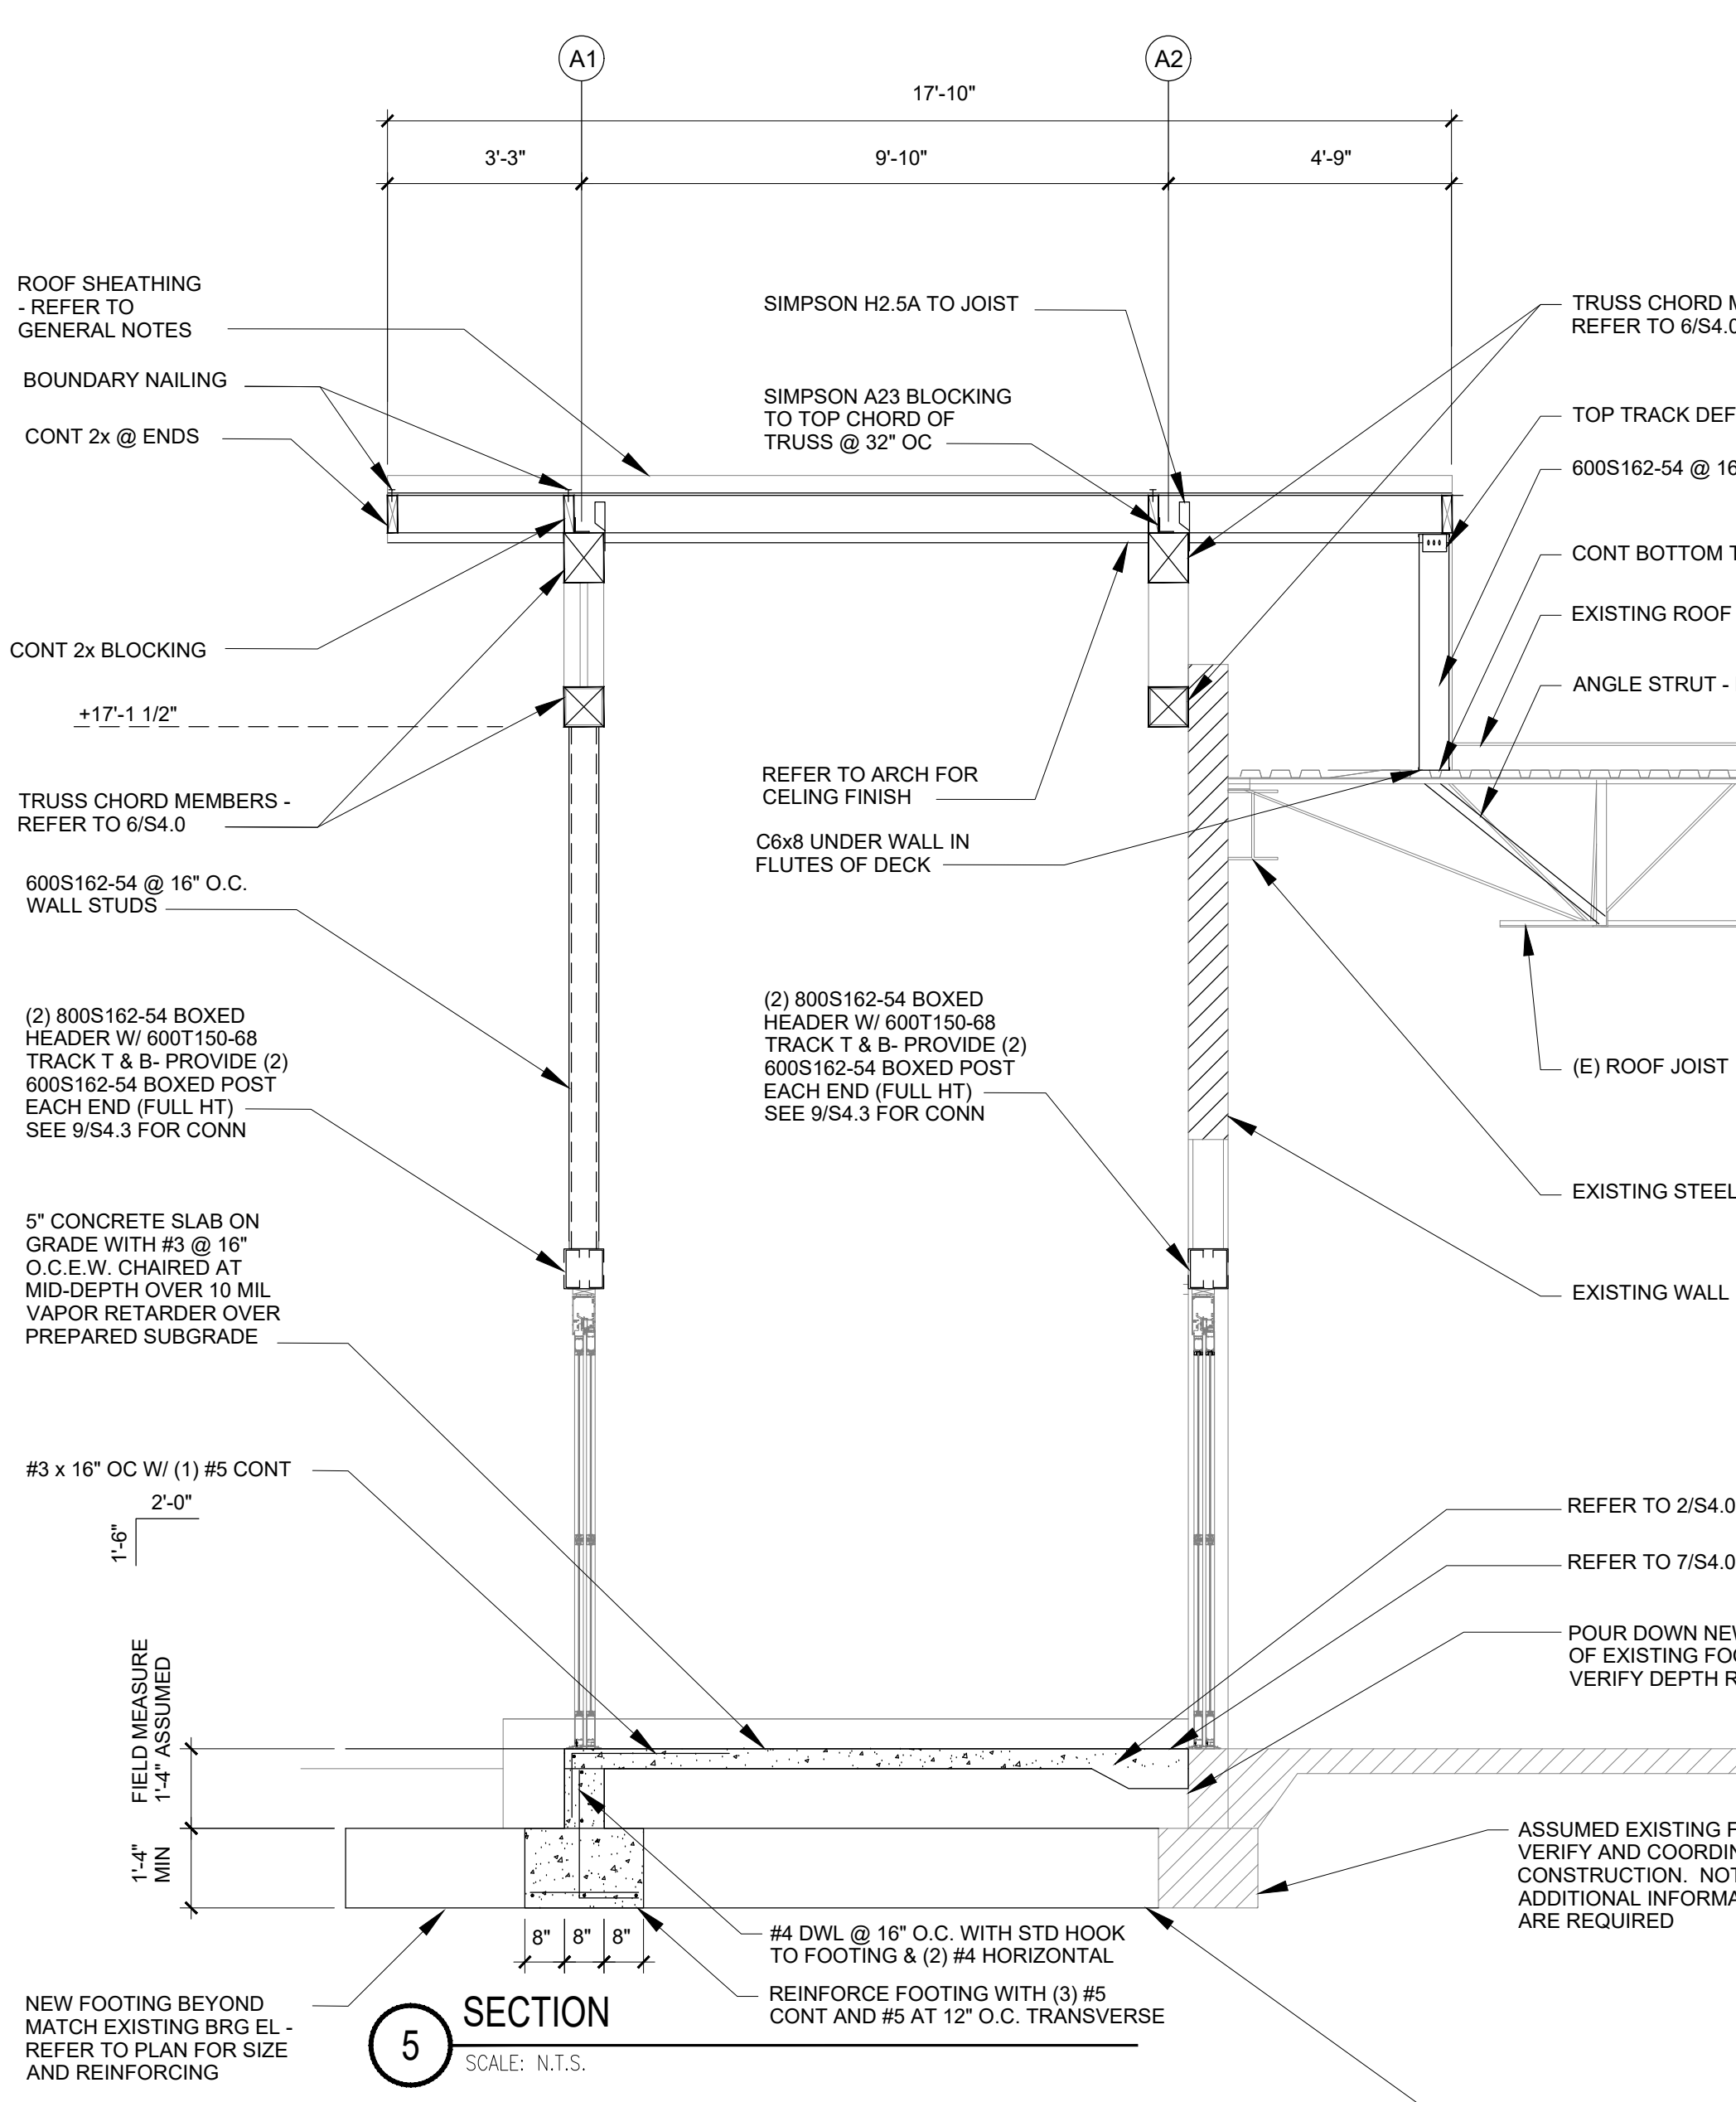 A1
A2
17'-10"
3'-3"
9'-10"
4'-9"
ROOF SHEATHING
- REFER TO
GENERAL NOTES
BOUNDARY NAILING
CONT 2x @ ENDS
SIMPSON H2.5A TO JOIST
SIMPSON A23 BLOCKING
TO TOP CHORD OF
TRUSS @ 32" OC
TRUSS CHORD
REFER TO 6/S4.0
TOP TRACK DEF
600S162-54 @ 16
CONT BOTTOM
EXISTING ROOF
ANGLE STRUT -
CONT 2x BLOCKING
+17'-1 1/2"
TRUSS CHORD MEMBERS -
REFER TO 6/S4.0
REFER TO ARCH FOR
CELING FINISH
C6x8 UNDER WALL IN
FLUTES OF DECK
600S162-54 @ 16" O.C.
WALL STUDS
(2) 800S162-54 BOXED
HEADER W/ 600T150-68
TRACK T & B- PROVIDE (2)
600S162-54 BOXED POST
EACH END (FULL HT)
SEE 9/S4.3 FOR CONN
(2) 800S162-54 BOXED
HEADER W/ 600T150-68
TRACK T & B- PROVIDE (2)
600S162-54 BOXED POST
EACH END (FULL HT)
SEE 9/S4.3 FOR CONN
(E) ROOF JOIST
EXISTING STEEL
EXISTING WALL
5" CONCRETE SLAB ON
GRADE WITH #3 @ 16"
O.C.E.W. CHAIRED AT
MID-DEPTH OVER 10 MIL
VAPOR RETARDER OVER
PREPARED SUBGRADE
#3 x 16" OC W/ (1) #5 CONT
2'-0"
1'-6"
REFER TO 2/S4.0
REFER TO 7/S4.0
POUR DOWN NEW
OF EXISTING FOO
VERIFY DEPTH R
FIELD MEASURE
1'-4" ASSUMED
1'-4"
MIN
ASSUMED EXISTING F
VERIFY AND COORDIN
CONSTRUCTION. NOT
ADDITIONAL INFORMA
ARE REQUIRED
8"
8"
8"
#4 DWL @ 16" O.C. WITH STD HOOK
TO FOOTING & (2) #4 HORIZONTAL
REINFORCE FOOTING WITH (3) #5
CONT AND #5 AT 12" O.C. TRANSVERSE
NEW FOOTING BEYOND
MATCH EXISTING BRG EL -
REFER TO PLAN FOR SIZE
AND REINFORCING
5
SECTION
SCALE: N.T.S.